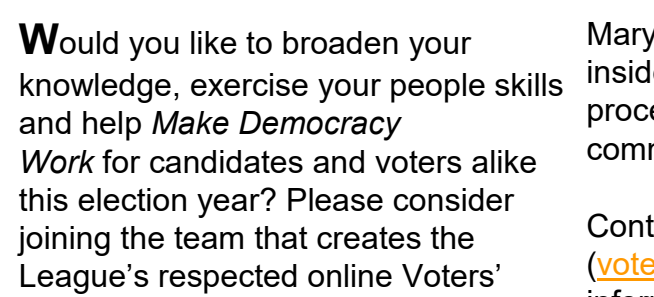 Would you like to broaden your
knowledge, exercise your people skills
and help Make Democracy
Work for candidates and voters alike
this election year? Please consider
joining the team that creates the
League's respected online Voters'
Mary